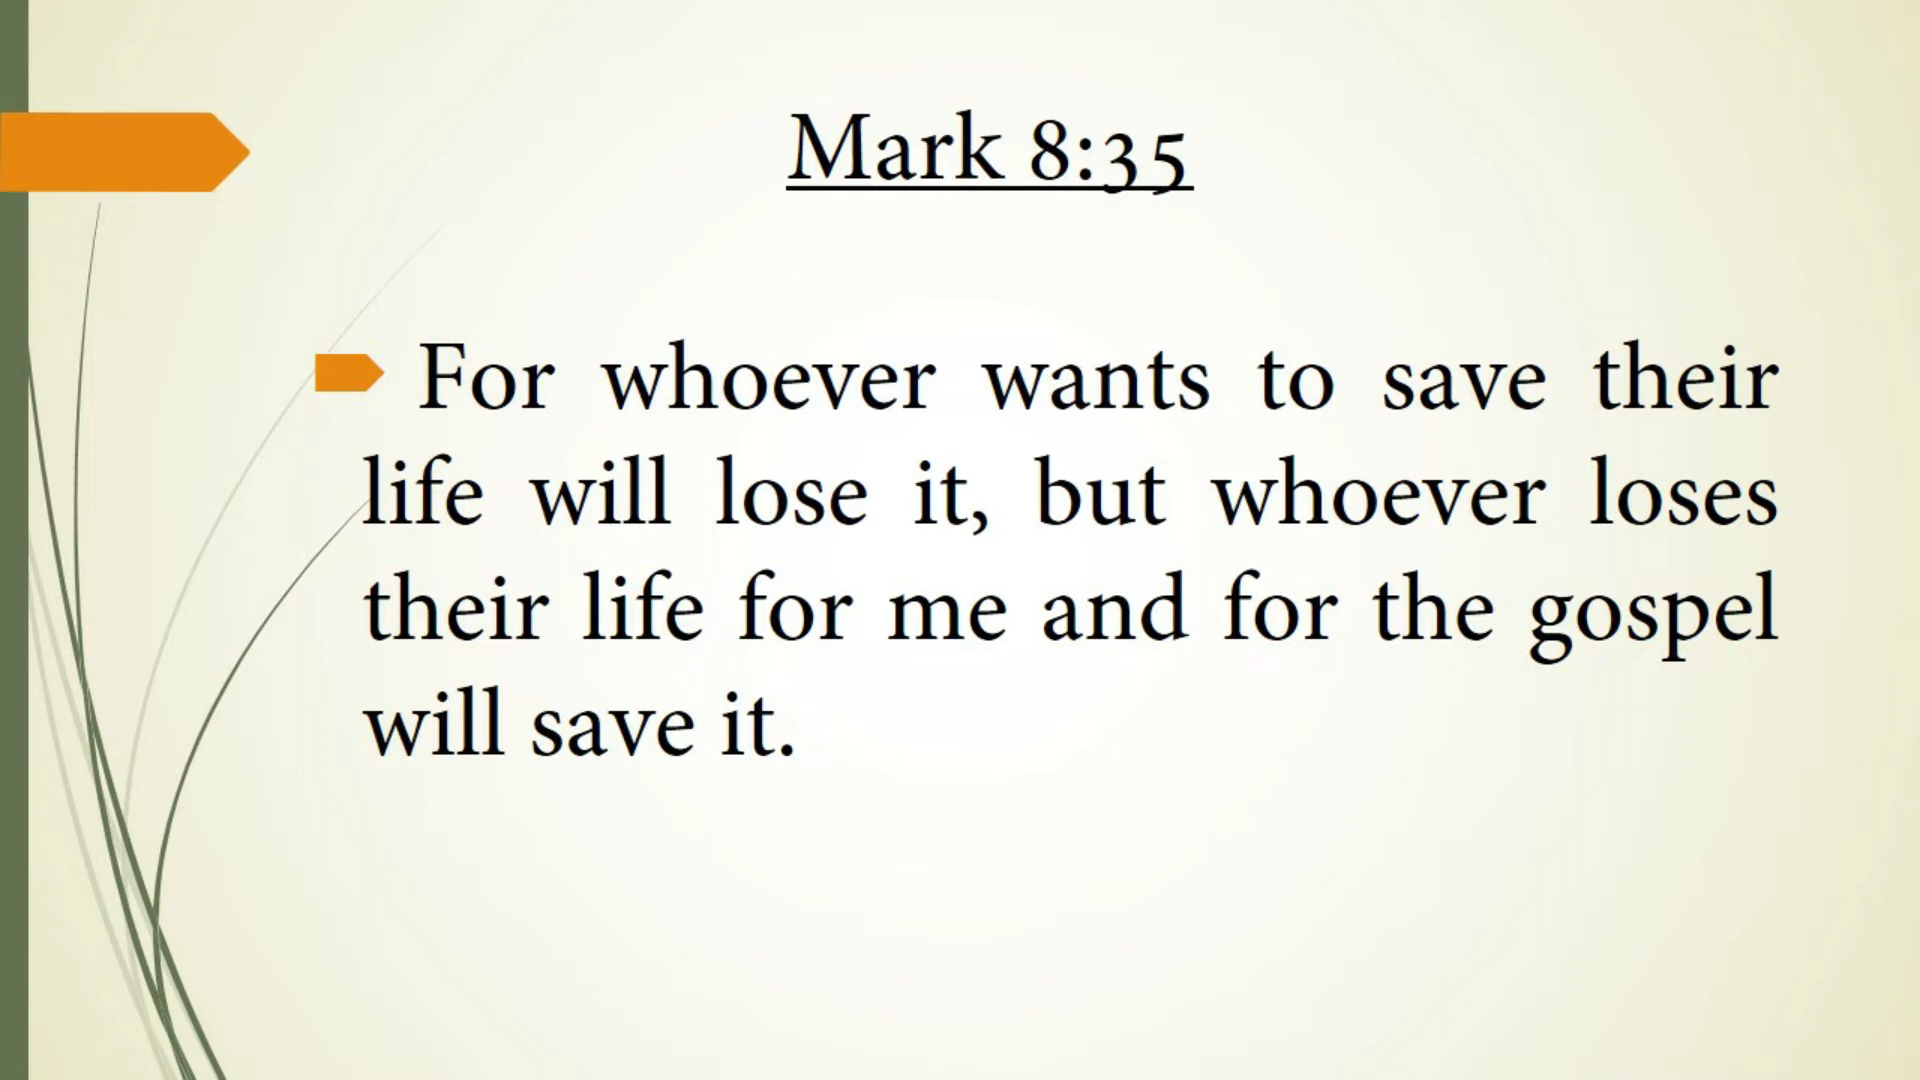 Mark 8:35
For whoever wants to save their
life will lose it, but whoever loses
their life for me and for the gospel
will save it.